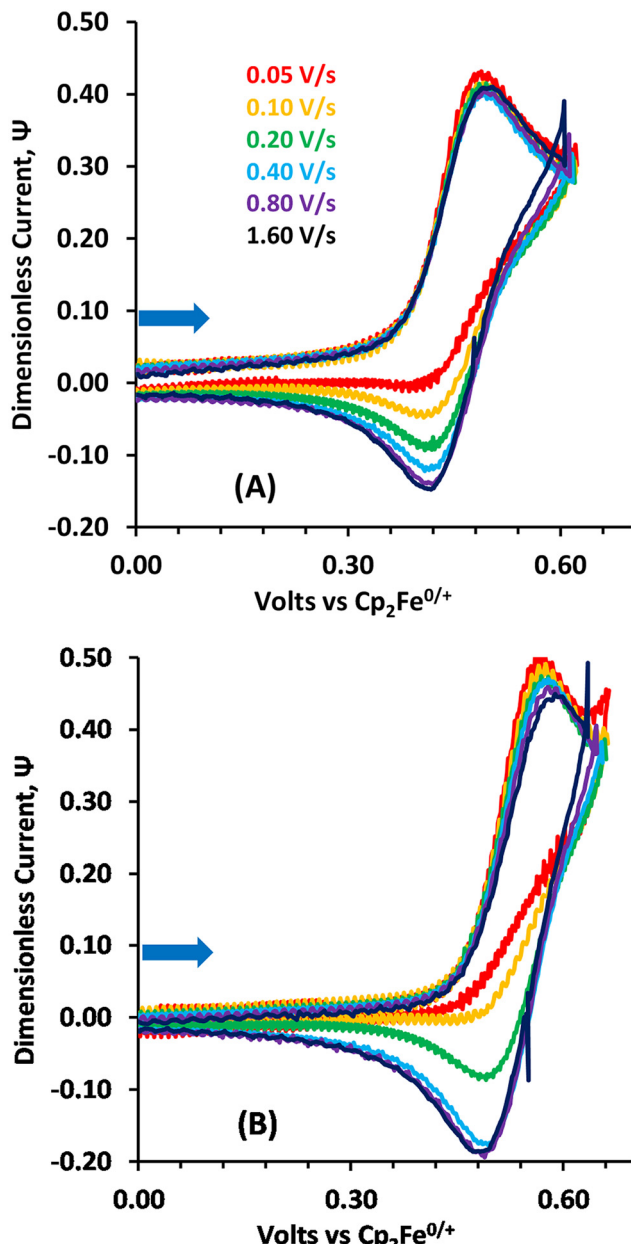 0.50
0.40
0.30
0.20
0.10
0.00
-0.10
-0.20
Dimensionless Current, Ψ
0.05 V/s
0.10 V/s
0.20 V/s
0.40 V/s
0.80 V/s
1.60 V/s
(A)
0.00 0.30 0.60
Volts vs Cp₂Fe⁰ᐟ⁺
0.50
0.40
0.30
0.20
0.10
0.00
-0.10
-0.20
Dimensionless Current, Ψ
(B)
0.00 0.30 0.60
Volts vs Cp₂Fe⁰ᐟ⁺